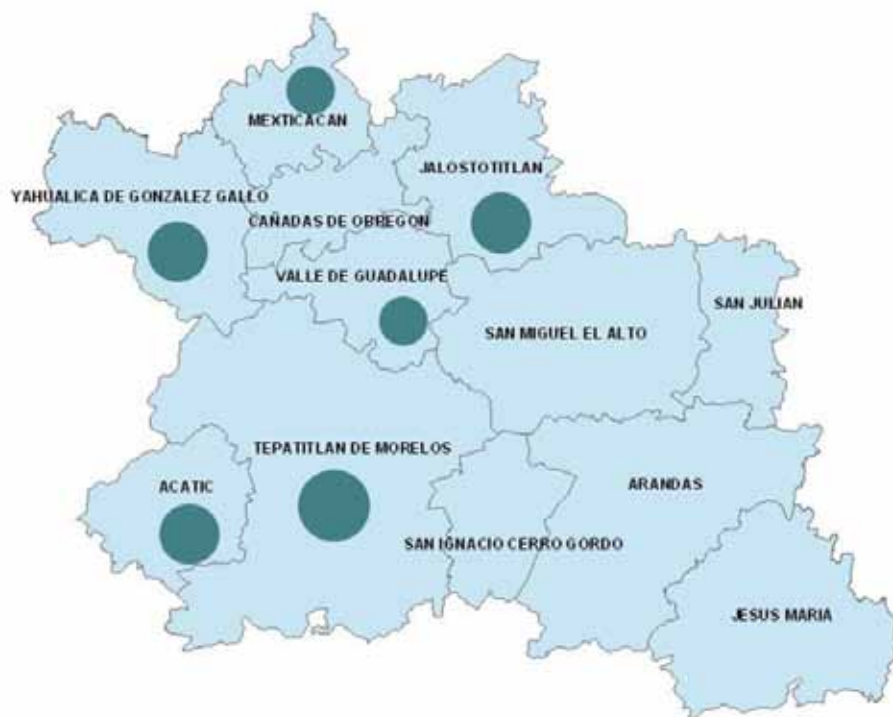 MEXTICACAN
JALOSTOTITLAN
YAHUALICA DE GONZALEZ GALLO
CAÑADAS DE OBREGON
VALLE DE GUADALUPE
SAN JULIAN
SAN MIGUEL EL ALTO
TEPATITLAN DE MORELOS
ACATIC
ARANDAS
SAN IGNACIO CERRO GORDO
JESUS MARIA